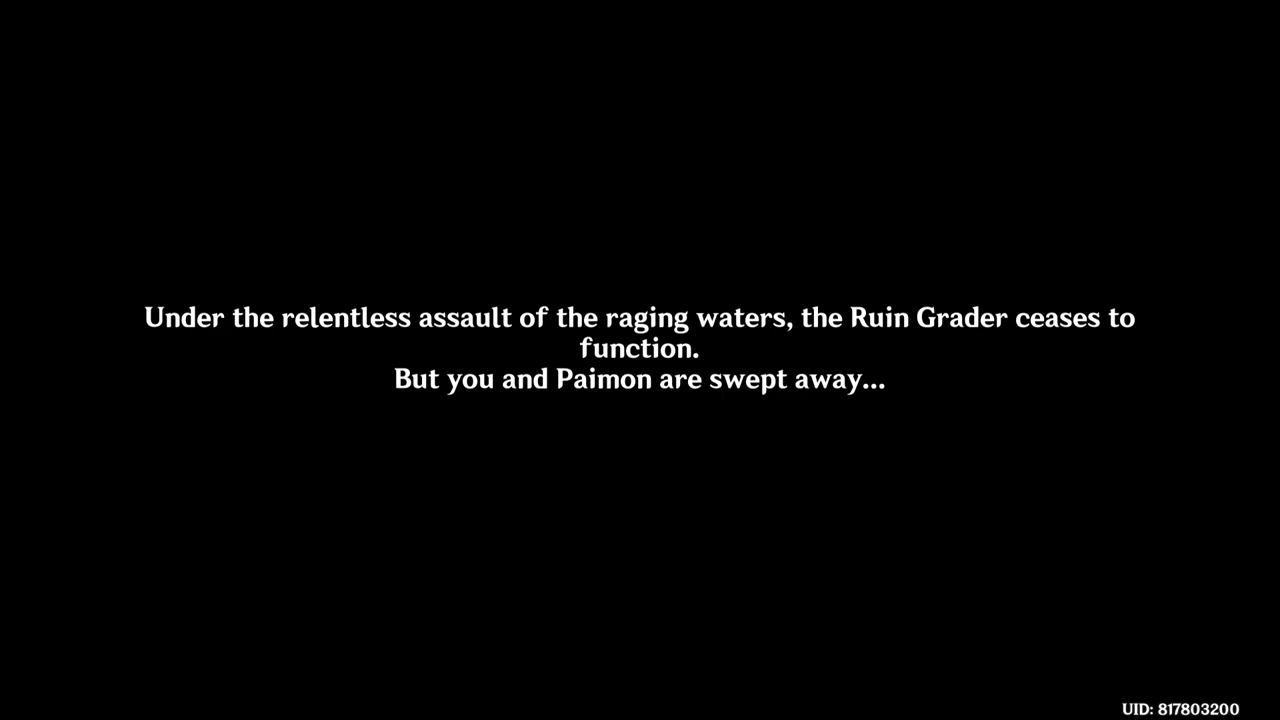 Under the relentless assault of the raging waters, the Ruin Grader ceases to
function.
But you and Paimon are swept away...
UID: 817803200